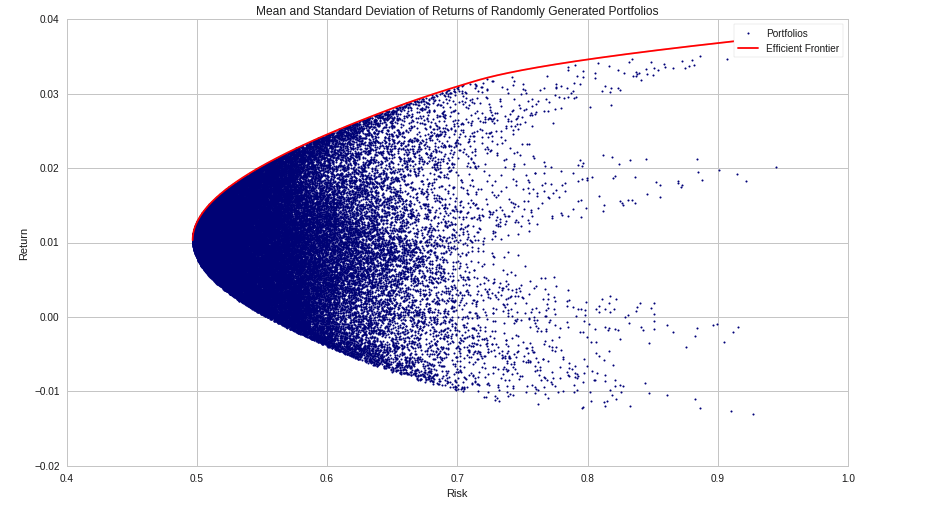 Mean and Standard Deviation of Returns of Randomly Generated Portfolios
Portfolios
Efficient Frontier
Return
0.04
0.03
0.02
0.01
0.00
−0.01
−0.02
0.4 0.5 0.6 0.7 0.8 0.9 1.0
Risk